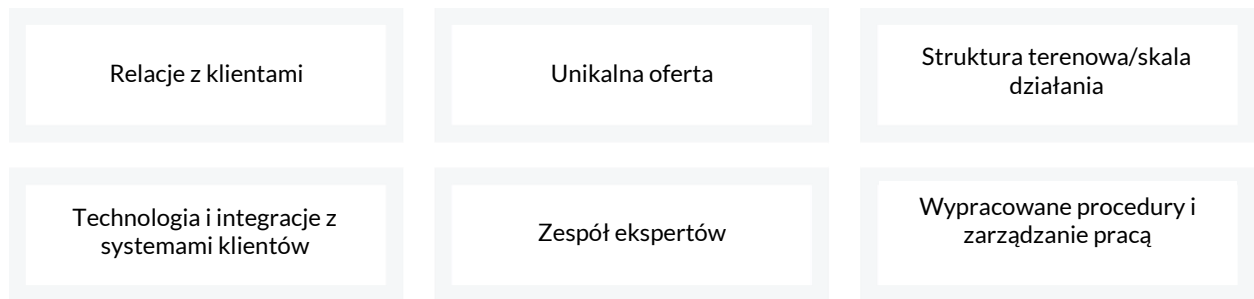 Relacje z klientami
Unikalna oferta
Struktura terenowa/skala
działania
Technologia i integracje z
systemami klientów
Zespół ekspertów
Wypracowane procedury i
zarządzanie pracą